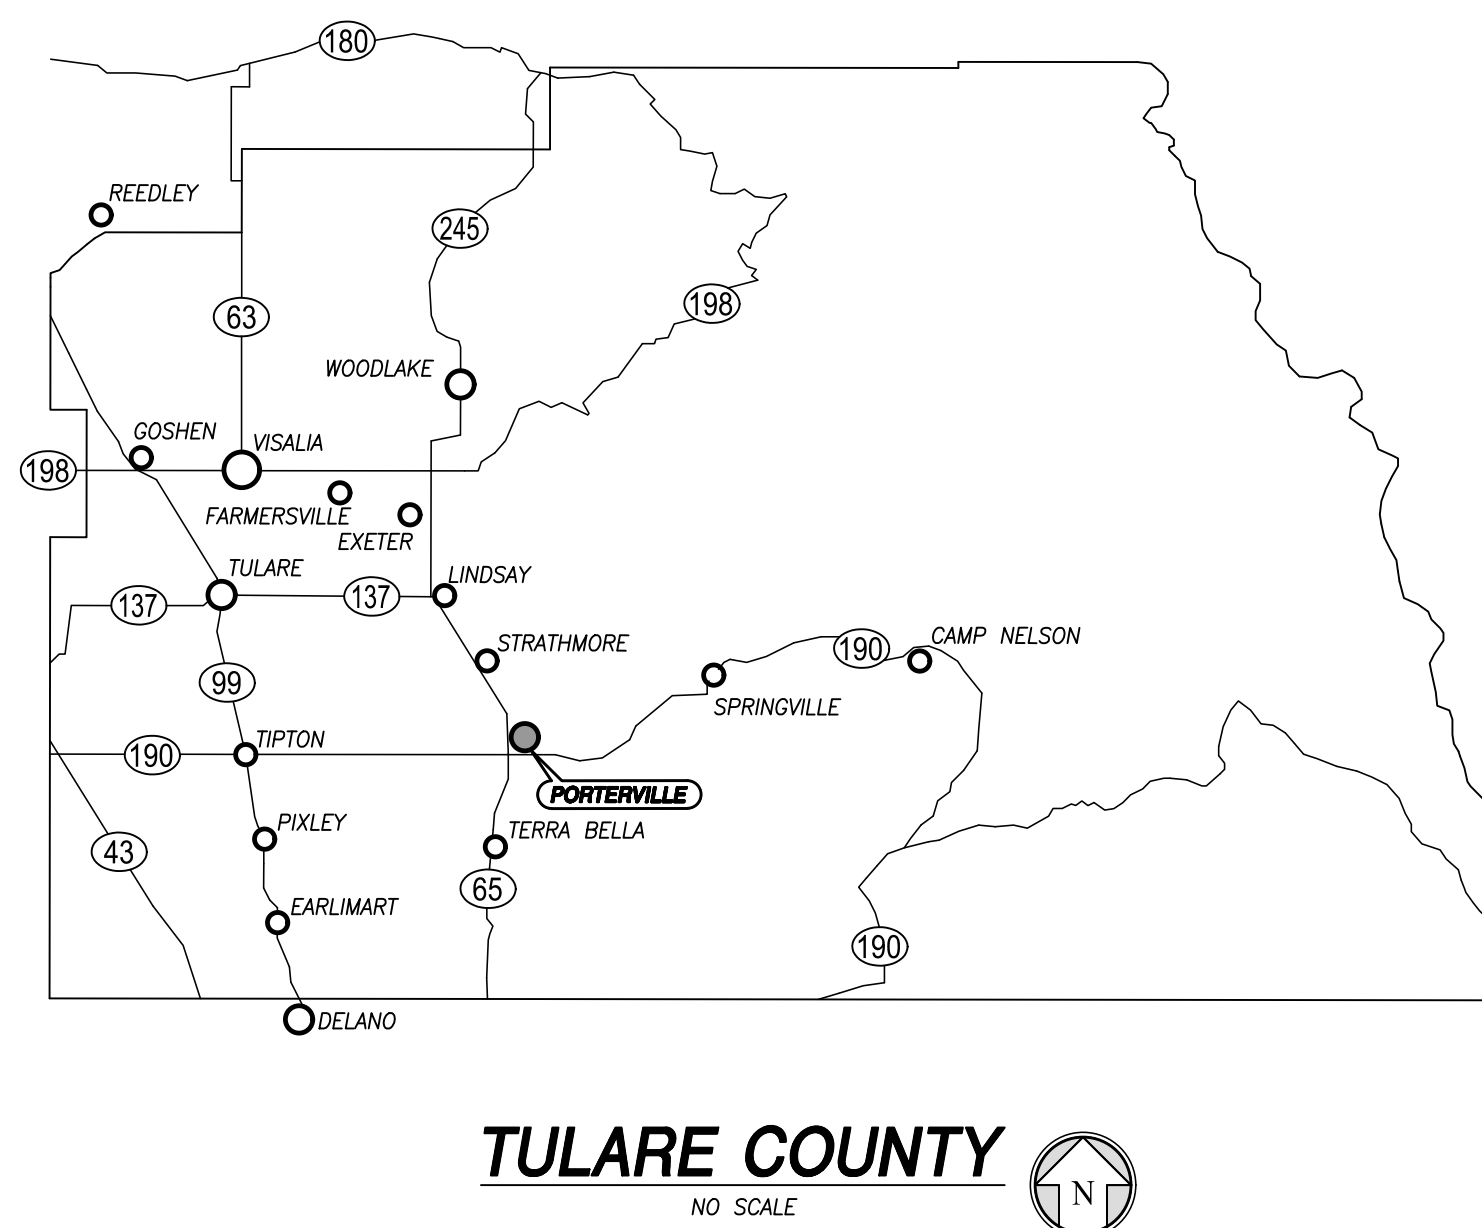 180
REEDLEY
245
198
63
WOODLAKE
GOSHEN
VISALIA
198
FARMERSVILLE
EXETER
TULARE
LINDSAY
137
137
STRATHMORE
CAMP NELSON
190
99
SPRINGVILLE
TIPTON
190
PORTERVILLE
PIXLEY
TERRA BELLA
43
65
EARLIMART
190
DELANO
TULARE COUNTY
NO SCALE
N